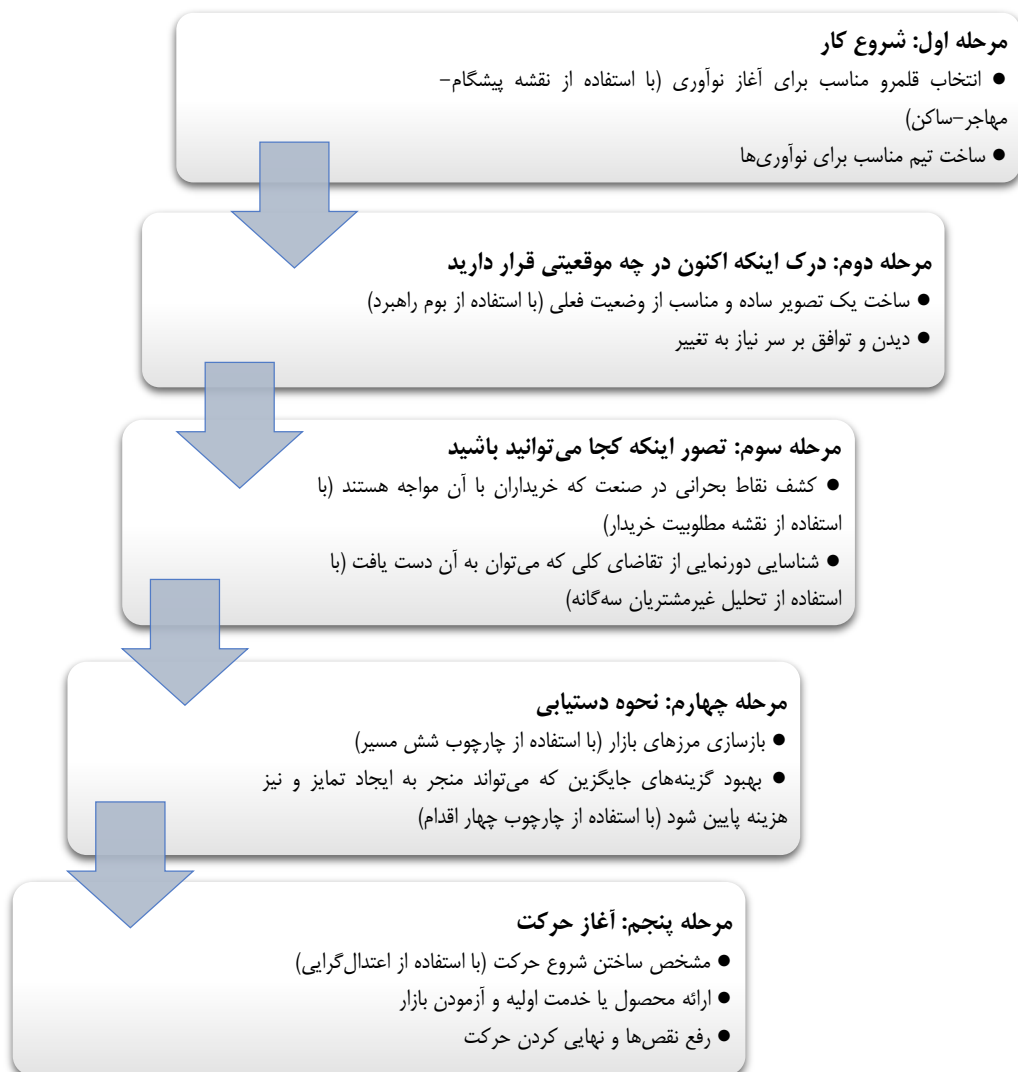 مرحله اول: شروع کار
● انتخاب قلمرو مناسب برای آغاز نوآوری (با استفاده از نقشه پیشگام-
مهاجر-ساکن)
● ساخت تیم مناسب برای نوآوری‌ها
مرحله دوم: درک اینکه اکنون در چه موقعیتی قرار دارید
● ساخت یک تصویر ساده و مناسب از وضعیت فعلی (با استفاده از بوم راهبرد)
● دیدن و توافق بر سر نیاز به تغییر
مرحله سوم: تصور اینکه کجا می‌توانید باشید
● کشف نقاط بحرانی در صنعت که خریداران با آن مواجه هستند (با
استفاده از نقشه مطلوبیت خریدار)
● شناسایی دورنمایی از تقاضای کلی که می‌توان به آن دست یافت (با
استفاده از تحلیل غیرمشتریان سه‌گانه)
مرحله چهارم: نحوه دستیابی
● بازسازی مرزهای بازار (با استفاده از چارچوب شش مسیر)
● بهبود گزینه‌های جایگزین که می‌تواند منجر به ایجاد تمایز و نیز
هزینه پایین شود (با استفاده از چارچوب چهار اقدام)
مرحله پنجم: آغاز حرکت
● مشخص ساختن شروع حرکت (با استفاده از اعتدال‌گرایی)
● ارائه محصول یا خدمت اولیه و آزمودن بازار
● رفع نقص‌ها و نهایی کردن حرکت